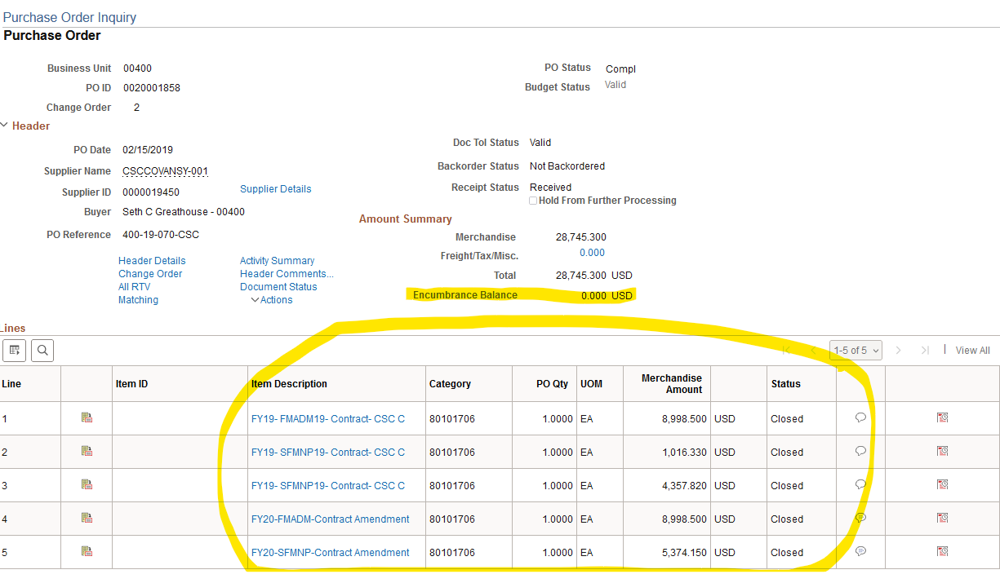 Purchase Order Inquiry
Purchase Order
Business Unit 00400 PO Status Compl
PO ID 0020001858 Budget Status Valid
Change Order 2
Header
PO Date 02/15/2019 Doc Tol Status Valid
Supplier Name CSCCOVANSY-001 Backorder Status Not Backordered
Supplier ID 0000019450 Supplier Details Receipt Status Received
Hold From Further Processing
Buyer Seth C Greathouse - 00400
Amount Summary
PO Reference 400-19-070-CSC Merchandise 28,745.300
Freight/Tax/Misc. 0.000
Header Details Activity Summary
Change Order Header Comments... Total 28,745.300 USD
All RTV Document Status
Encumbrance Balance 0.000 USD
Matching Actions
Lines
1-5 of 5 View All
Line Item ID Item Description Category PO Qty UOM Merchandise Amount Status
1 FY19- FMADM19- Contract- CSC C 80101706 1.0000 EA 8,998.500 USD Closed
2 FY19- SFMNP19- Contract- CSC C 80101706 1.0000 EA 1,016.330 USD Closed
3 FY19- SFMNP19- Contract- CSC C 80101706 1.0000 EA 4,357.820 USD Closed
4 FY20-FMADM-Contract Amendment 80101706 1.0000 EA 8,998.500 USD Closed
5 FY20-SFMNP-Contract Amendment 80101706 1.0000 EA 5,374.150 USD Closed